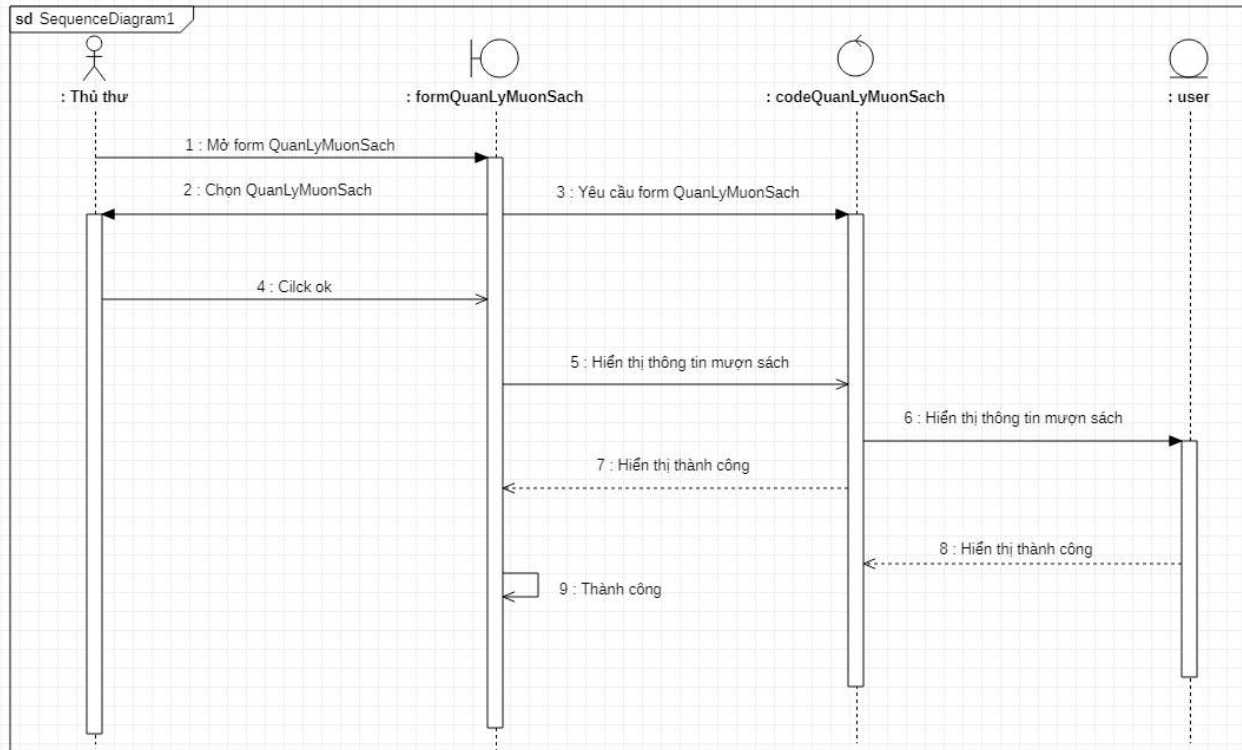 sd SequenceDiagram1
: Thủ thư
: formQuanLyMuonSach
: codeQuanLyMuonSach
: user
1 : Mở form QuanLyMuonSach
2 : Chọn QuanLyMuonSach
3 : Yêu cầu form QuanLyMuonSach
4 : Cilck ok
5 : Hiển thị thông tin mượn sách
6 : Hiển thị thông tin mượn sách
7 : Hiển thị thành công
8 : Hiển thị thành công
9 : Thành công